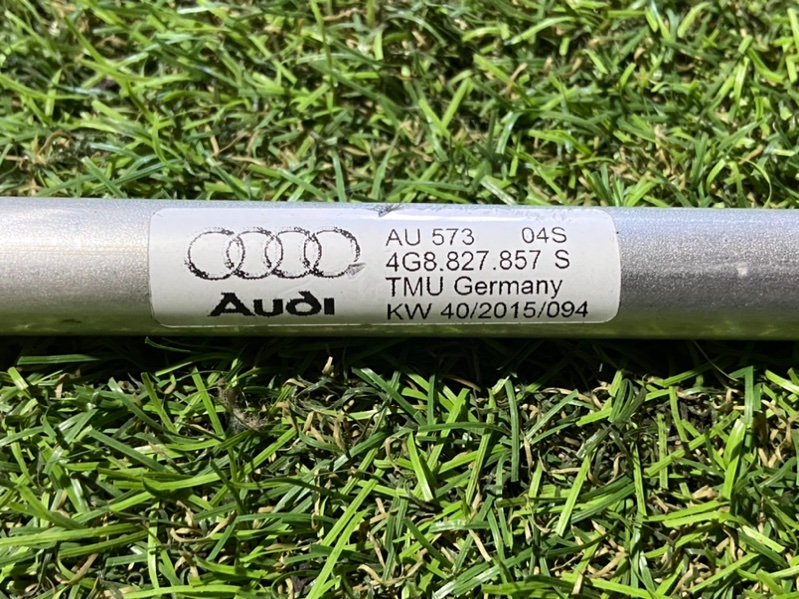 AU 573 04S
4G8.827.857 S
TMU Germany
KW 40/2015/094
Audi